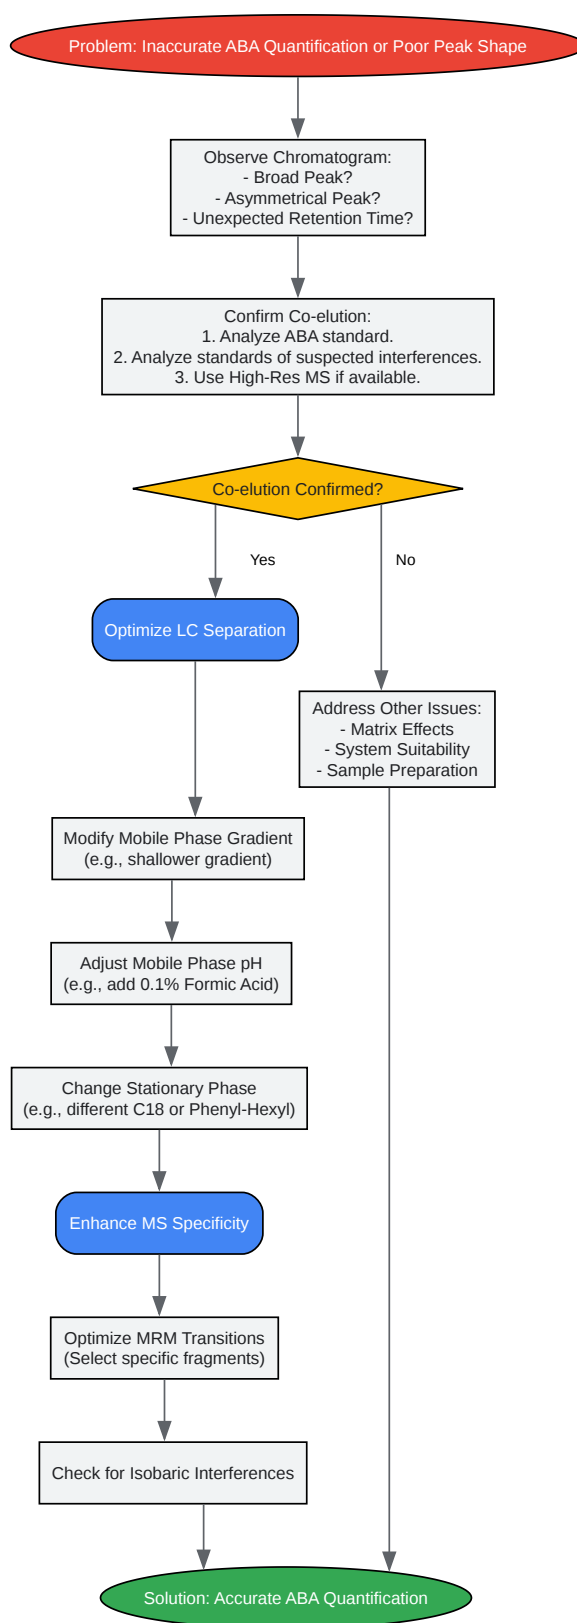 Problem: Inaccurate ABA Quantification or Poor Peak Shape
Observe Chromatogram:
- Broad Peak?
- Asymmetrical Peak?
- Unexpected Retention Time?
Confirm Co-elution:
1. Analyze ABA standard.
2. Analyze standards of suspected interferences.
3. Use High-Res MS if available.
Co-elution Confirmed?
Yes
No
Optimize LC Separation
Address Other Issues:
- Matrix Effects
- System Suitability
- Sample Preparation
Modify Mobile Phase Gradient
(e.g., shallower gradient)
Adjust Mobile Phase pH
(e.g., add 0.1% Formic Acid)
Change Stationary Phase
(e.g., different C18 or Phenyl-Hexyl)
Enhance MS Specificity
Optimize MRM Transitions
(Select specific fragments)
Check for Isobaric Interferences
Solution: Accurate ABA Quantification